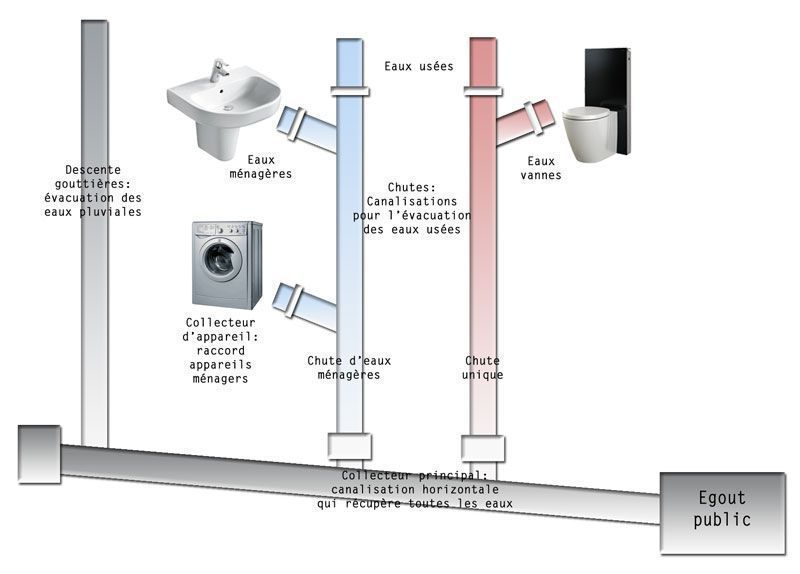 Eaux usées
Eaux
ménagères
Eaux
vannes
Descente
gouttières:
évacuation des
eaux pluviales
Chutes:
Canalisations
pour l'évacuation
des eaux usées
Collecteur
d'appareil:
raccord
appareils
ménagers
Chute d'eaux
ménagères
Chute
unique
Collecteur principal:
canalisation horizontale
qui récupère toutes les eaux
Egout
public